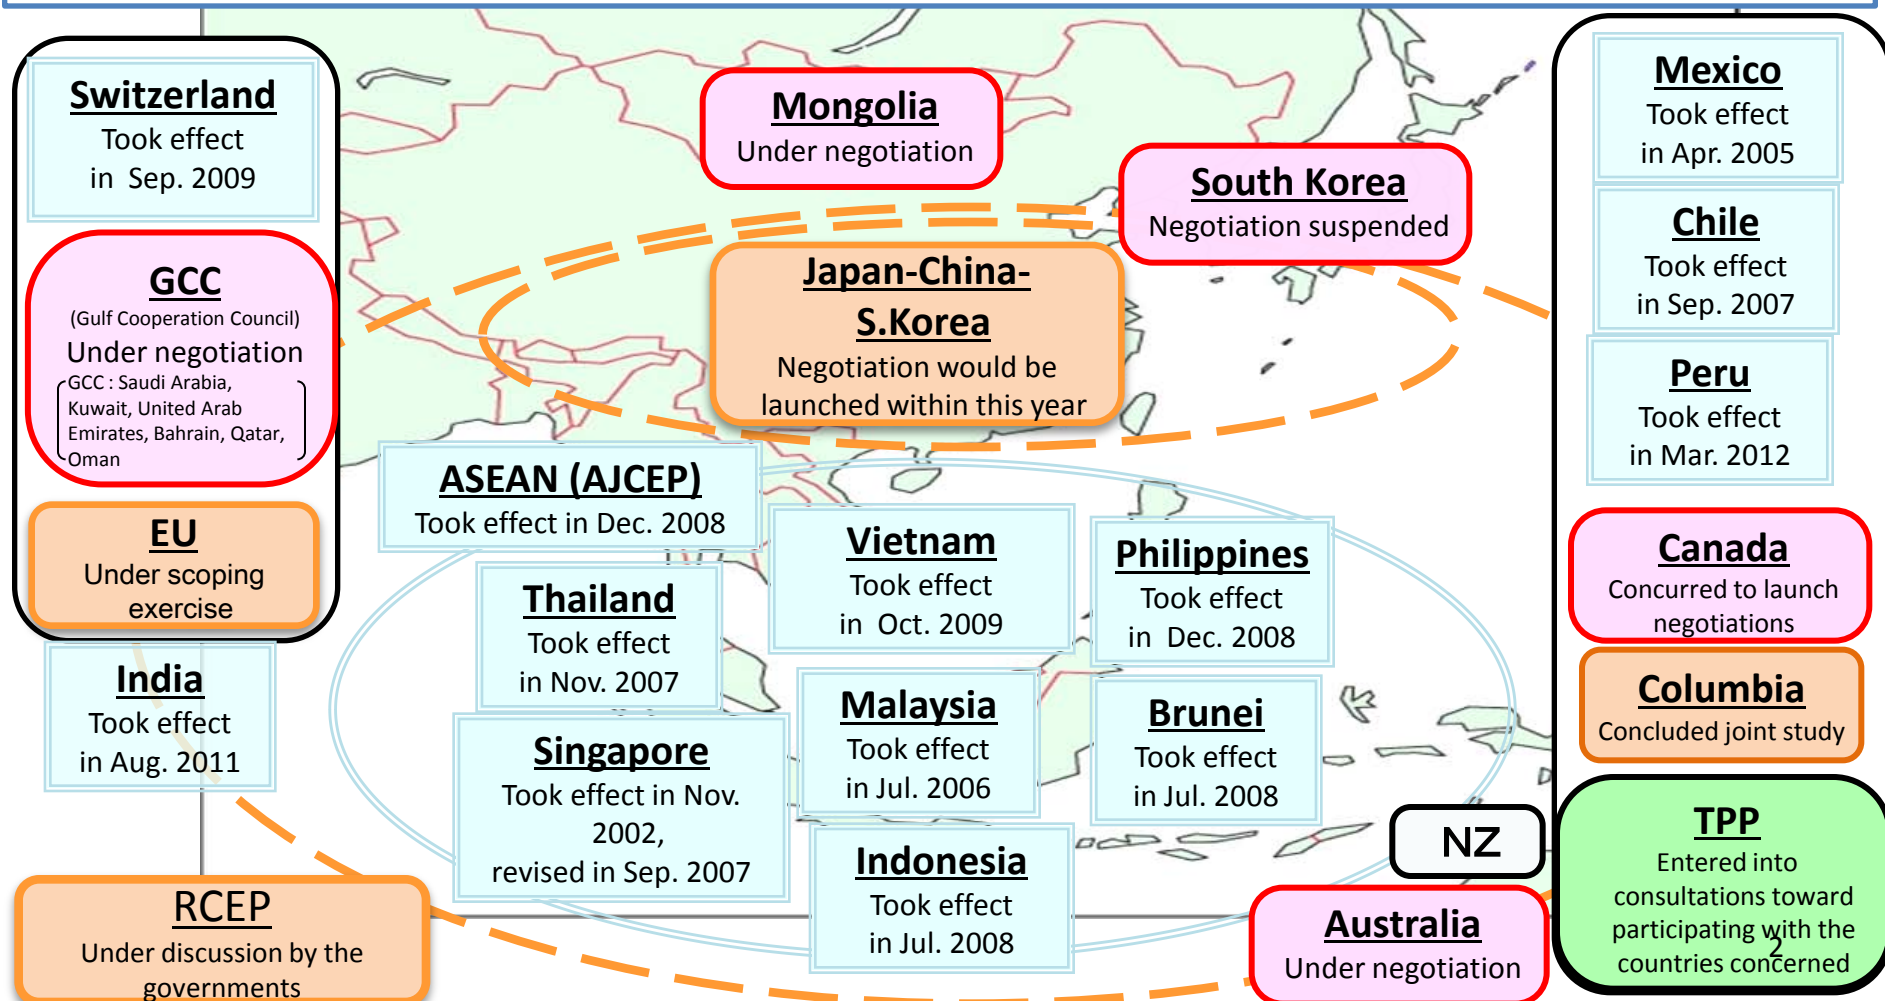 Switzerland
Took effect
in Sep. 2009
GCC
(Gulf Cooperation Council)
Under negotiation
GCC : Saudi Arabia,
Kuwait, United Arab
Emirates, Bahrain, Qatar,
Oman
EU
Under scoping
exercise
India
Took effect
in Aug. 2011
RCEP
Under discussion by the
governments
Mongolia
Under negotiation
South Korea
Negotiation suspended
Japan-China-
S.Korea
Negotiation would be
launched within this year
ASEAN (AJCEP)
Took effect in Dec. 2008
Thailand
Took effect
in Nov. 2007
Vietnam
Took effect
in Oct. 2009
Philippines
Took effect
in Dec. 2008
Singapore
Took effect in Nov.
2002,
revised in Sep. 2007
Malaysia
Took effect
in Jul. 2006
Brunei
Took effect
in Jul. 2008
Indonesia
Took effect
in Jul. 2008
NZ
Australia
Under negotiation
Mexico
Took effect
in Apr. 2005
Chile
Took effect
in Sep. 2007
Peru
Took effect
in Mar. 2012
Canada
Concurred to launch
negotiations
Columbia
Concluded joint study
TPP
Entered into
consultations toward
participating with the
countries concerned
2